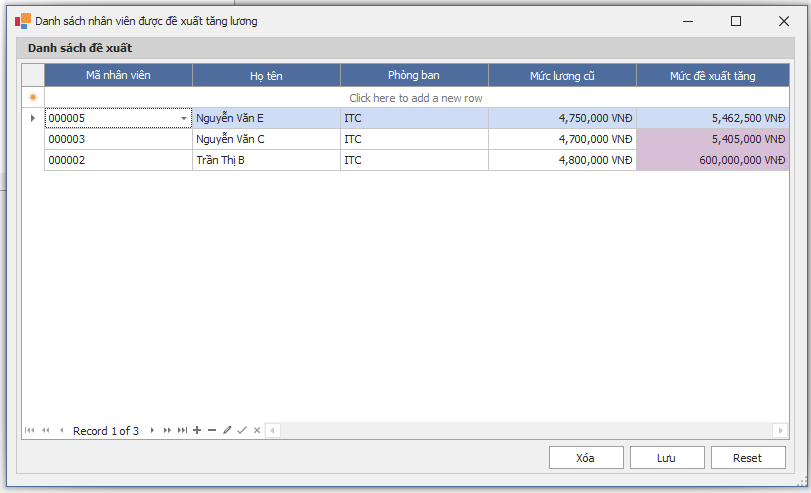 Danh sách nhân viên được đề xuất tăng lương
Danh sách đề xuất
Mã nhân viên Họ tên Phòng ban Mức lương cũ Mức đề xuất tăng
Click here to add a new row
000005 Nguyễn Văn E ITC 4,750,000 VNĐ 5,462,500 VNĐ
000003 Nguyễn Văn C ITC 4,700,000 VNĐ 5,405,000 VNĐ
000002 Trần Thị B ITC 4,800,000 VNĐ 600,000,000 VNĐ
Record 1 of 3
Xóa Lưu Reset